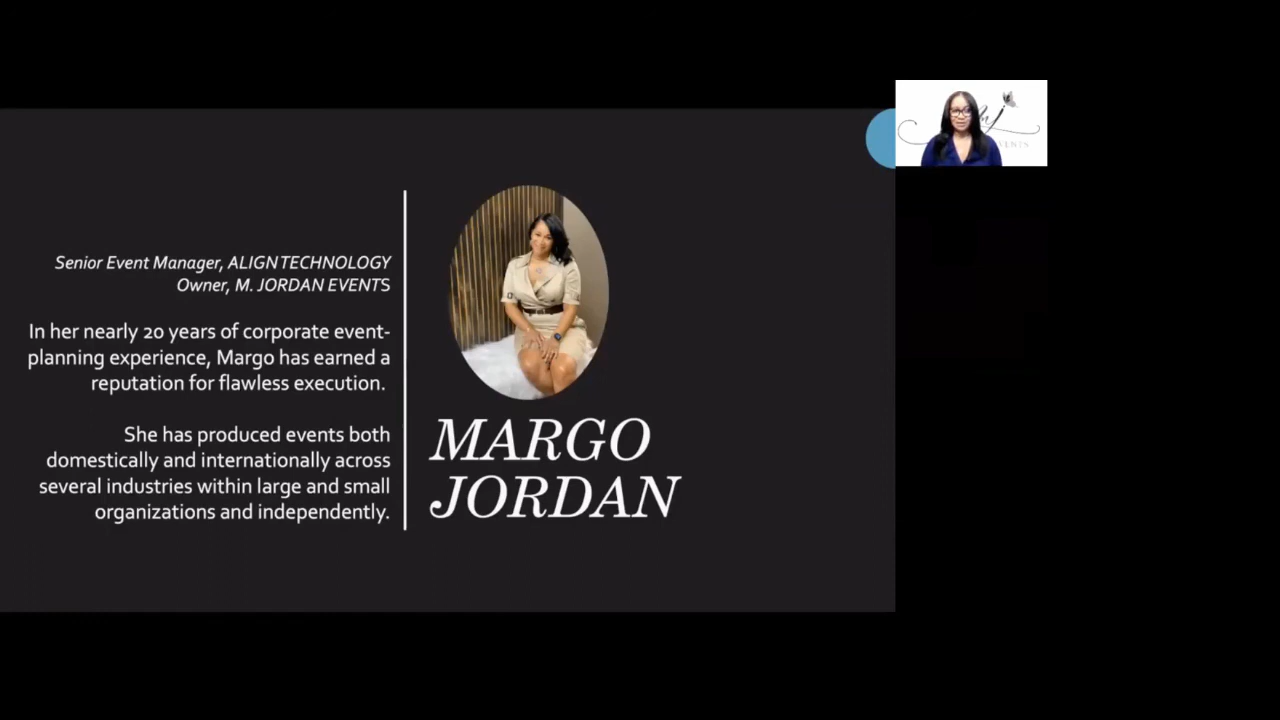 Senior Event Manager, ALIGN TECHNOLOGY
Owner, M. JORDAN EVENTS
In her nearly 20 years of corporate event-
planning experience, Margo has earned a
reputation for flawless execution.
She has produced events both
domestically and internationally across
several industries within large and small
organizations and independently.
MARGO
JORDAN